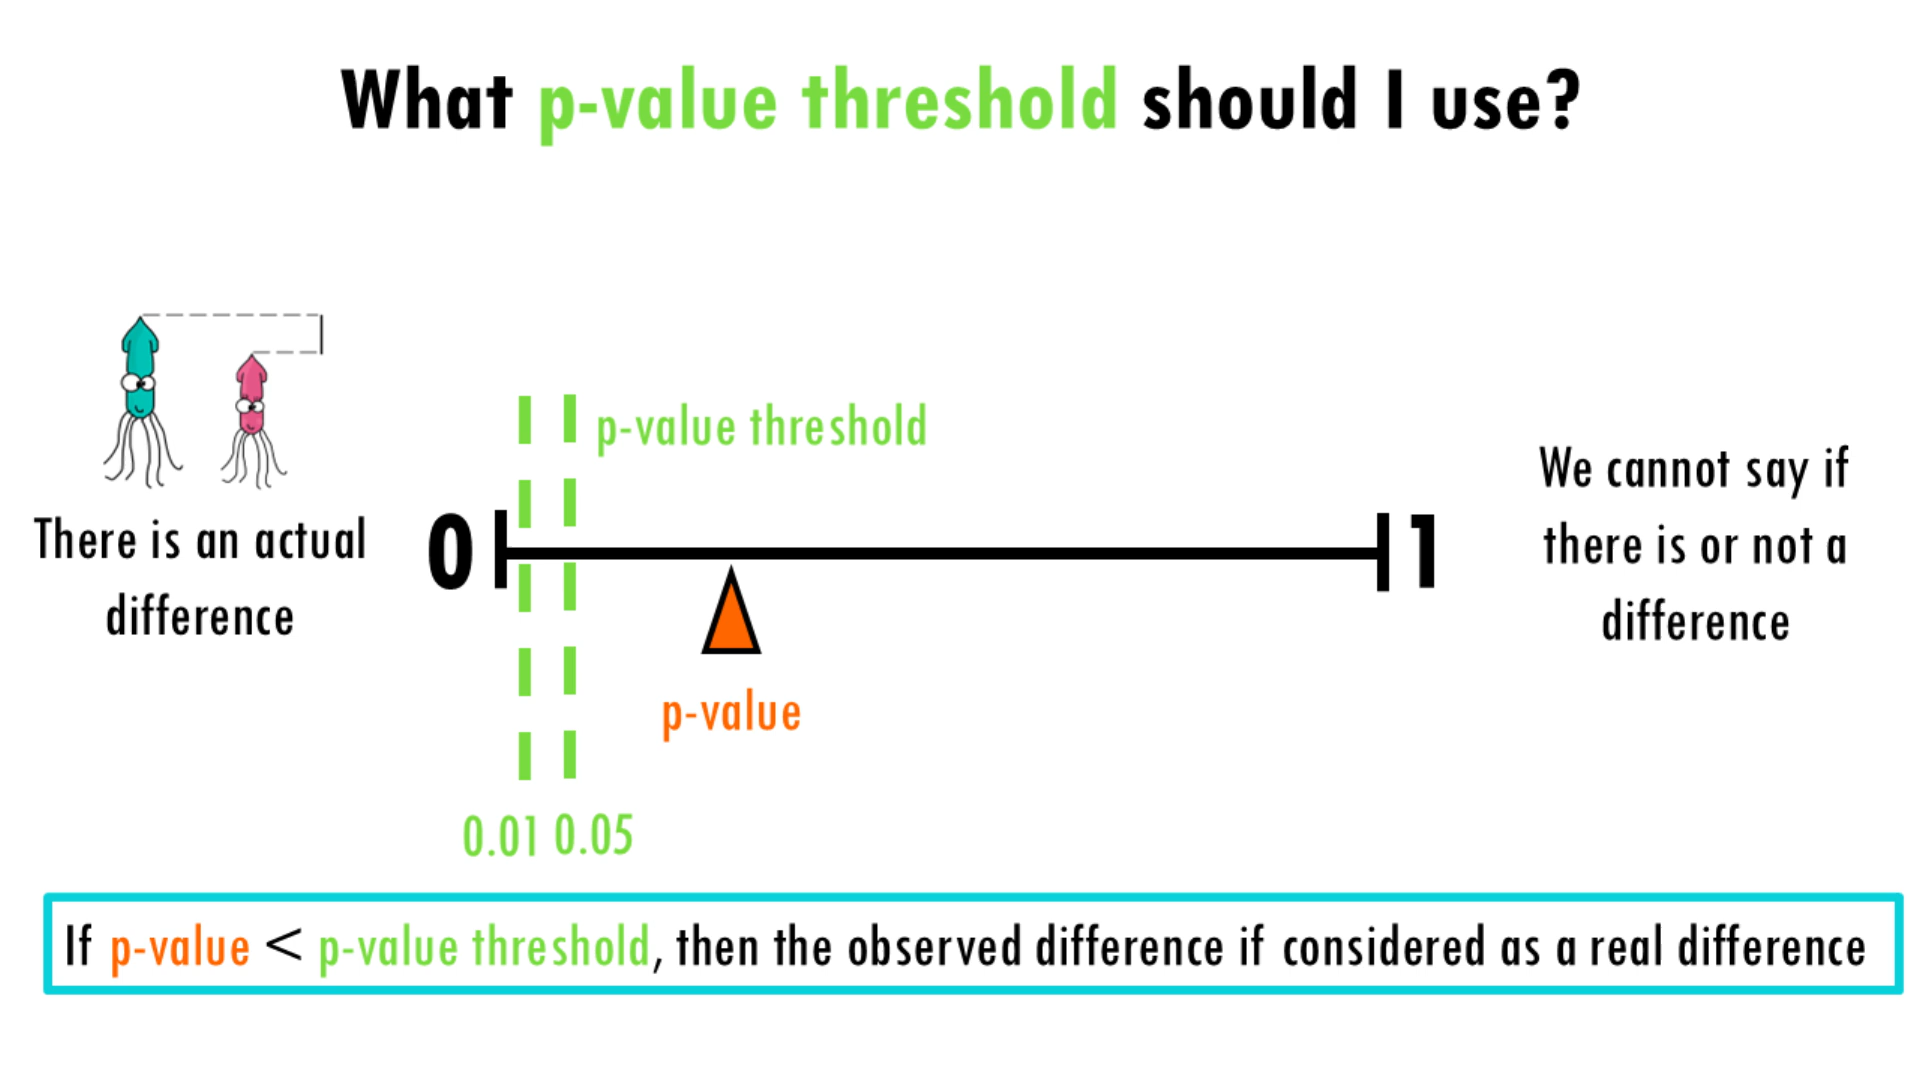 What p-value threshold should I use?
p-value threshold
There is an actual
difference
0
1
We cannot say if
there is or not a
difference
p-value
0.01 0.05
If p-value < p-value threshold, then the observed difference if considered as a real difference